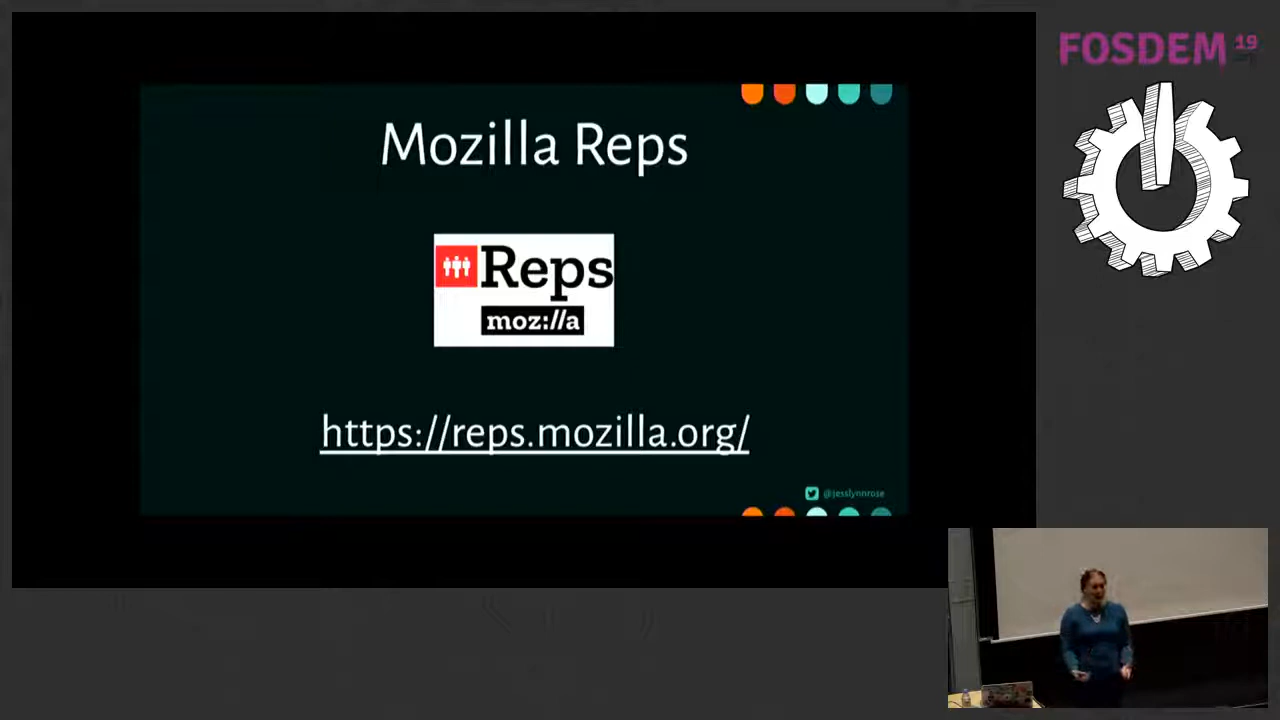 FOSDEM 19
Mozilla Reps
Reps
moz://a
https://reps.mozilla.org/
@jesslynnrose